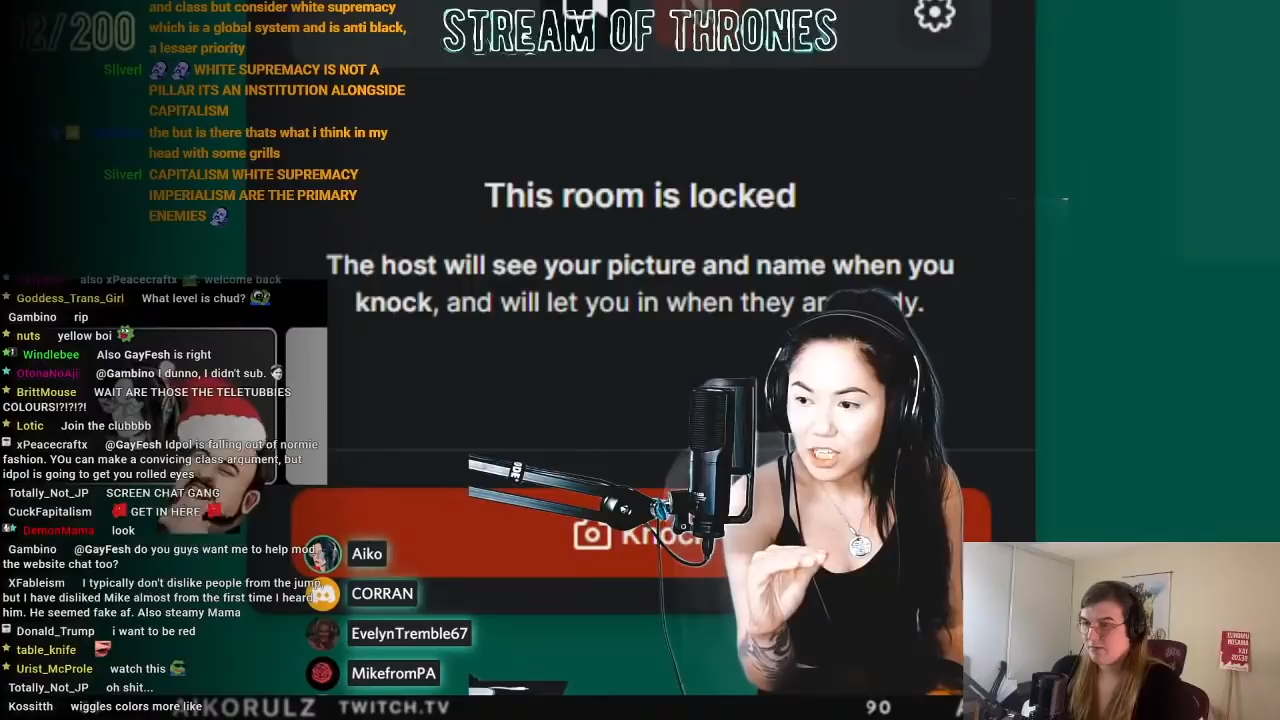 STREAM OF THRONES
2/200
and class but consider white supremacy
which is a global system and is anti black,
a lesser priority
Silverl WHITE SUPREMACY IS NOT A
PILLAR ITS AN INSTITUTION ALONGSIDE
CAPITALISM
the but is there thats what i think in my
head with some grills
Silverl CAPITALISM WHITE SUPREMACY
IMPERIALISM ARE THE PRIMARY
ENEMIES
This room is locked
The host will see your picture and name when you
knock, and will let you in when they
also xPeacecraftx welcome back
Goddess_Trans_Girl What level is chud?
Gambino rip
nuts yellow boi
Windlebee Also GayFesh is right
OtonaNoAji @Gambino I dunno, I didn't sub.
BrittMouse WAIT ARE THOSE THE TELETUBBIES
COLOURS!?!?!?!
Lotic Join the clubbbb
xPeacecraftx @GayFesh Idpol is falling out of normie
fashion. YOu can make a convicing class argument, but
idpol is going to get you rolled eyes
Totally_Not_JP SCREEN CHAT GANG
CuckFapitalism GET IN HERE
DemonMama look
Gambino @GayFesh do you guys want me to help mod
the website chat too?
XFableism I typically don't dislike people from the jump,
but I have disliked Mike almost from the first time I heard
him. He seemed fake af. Also steamy Mama
Donald_Trump i want to be red
table_knife
Urist_McProle watch this
Totally_Not_JP oh shit...
Kossitth wiggles colors more like
Knock
Aiko
CORRAN
EvelynTremble67
MikefromPA
AIKORULZ TWITCH.TV
90